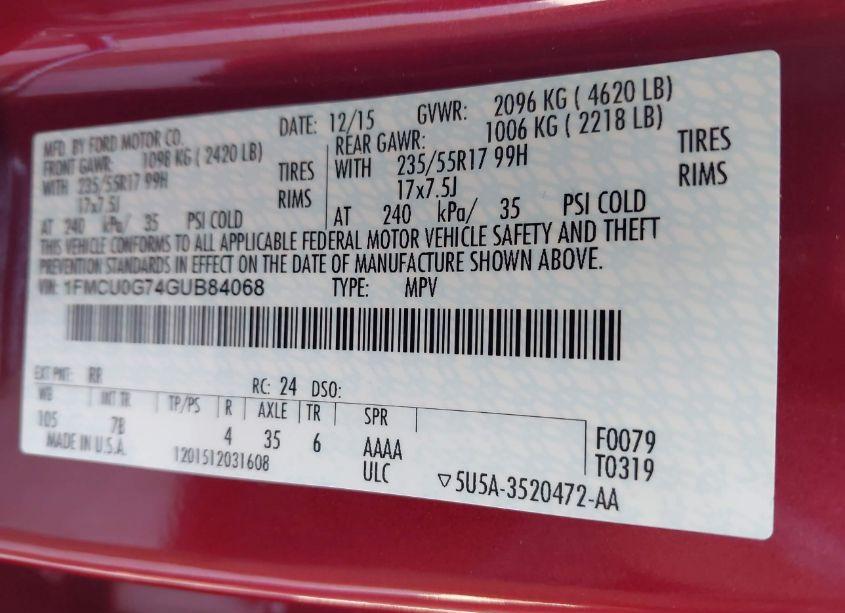 MFD. BY FORD MOTOR CO.
DATE: 12/15 GVWR: 2096 KG ( 4620 LB)
FRONT GAWR: 1098 KG ( 2420 LB) REAR GAWR: 1006 KG ( 2218 LB)
WITH 235/55R17 99H TIRES WITH 235/55R17 99H TIRES
17x7.5J RIMS 17x7.5J RIMS
AT 240 kPa/ 35 PSI COLD AT 240 kPa/ 35 PSI COLD
THIS VEHICLE CONFORMS TO ALL APPLICABLE FEDERAL MOTOR VEHICLE SAFETY AND THEFT
PREVENTION STANDARDS IN EFFECT ON THE DATE OF MANUFACTURE SHOWN ABOVE.
VIN: 1FMCU0G74GUB84068 TYPE: MPV
EXT PNT: RR RC: 24 DSO:
WB INT TR TP/PS R AXLE TR SPR
105 7B 4 35 6 AAAA F0079
MADE IN U.S.A. 1201512031608 ULC T0319
▽5U5A-3520472-AA